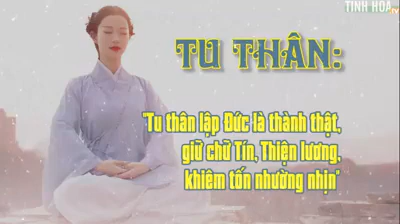 TINH HOA
TV
TU THÂN:
"Tu thân lập Đức là thành thật,
giữ chữ Tín, Thiện lương,
khiêm tốn nhường nhịn"